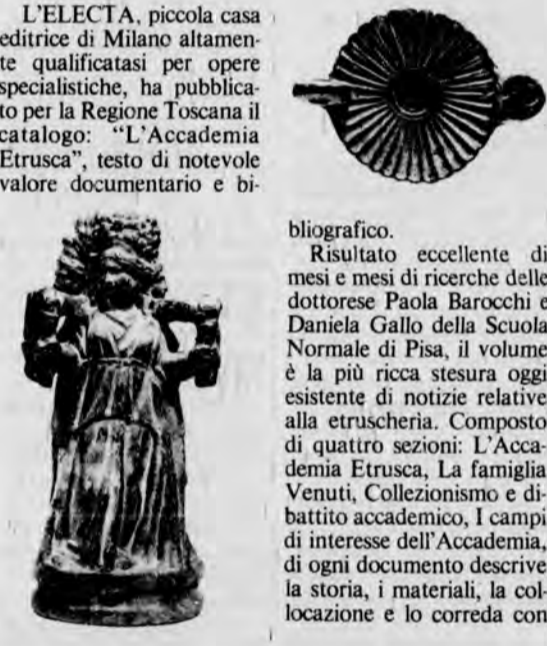 L'ELECTA, piccola casa
editrice di Milano altamen-
te qualificatasi per opere
specialistiche, ha pubblica-
to per la Regione Toscana il
catalogo: "L'Accademia
Etrusca", testo di notevole
valore documentario e bi-
bliografico.
Risultato eccellente di
mesi e mesi di ricerche delle
dottorese Paola Barocchi e
Daniela Gallo della Scuola
Normale di Pisa, il volume
è la più ricca stesura oggi
esistente di notizie relative
alla etruscheria. Composto
di quattro sezioni: L'Acca-
demia Etrusca, La famiglia
Venuti, Collezionismo e di-
battito accademico, I campi
di interesse dell'Accademia,
di ogni documento descrive
la storia, i materiali, la col-
locazione e lo correda con